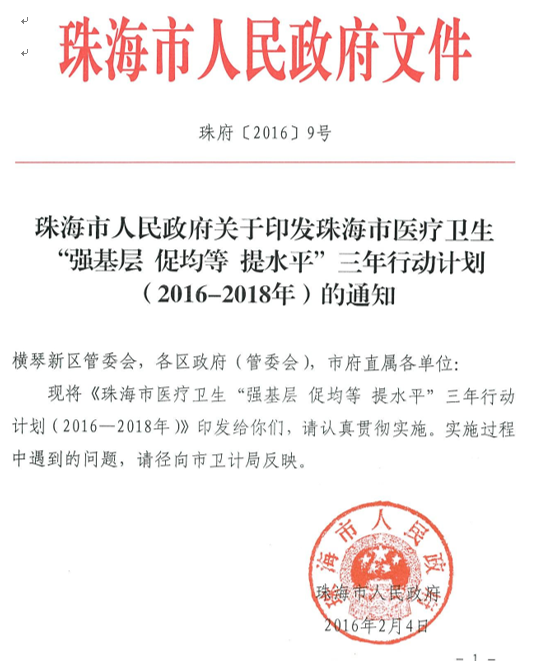 珠海市人民政府文件
珠府〔2016〕9号
珠海市人民政府关于印发珠海市医疗卫生
“强基层 促均等 提水平”三年行动计划
（2016-2018年）的通知
横琴新区管委会，各区政府（管委会），市府直属各单位：
现将《珠海市医疗卫生“强基层 促均等 提水平”三年行动
计划（2016—2018年）》印发给你们，请认真贯彻实施。实施过程
中遇到的问题，请径向市卫计局反映。
珠海市人民政府
珠海市人民政府
2016年2月4日
－ 1 －